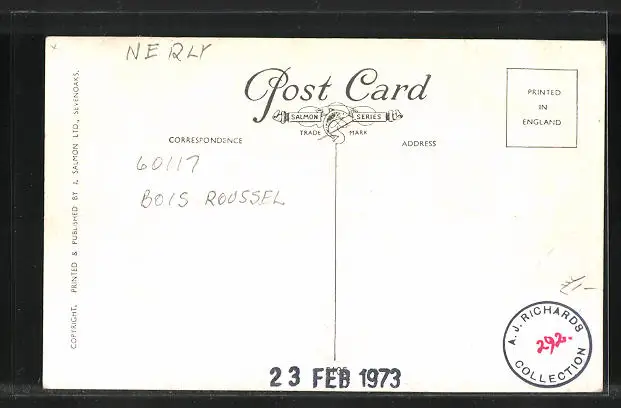 NERLY
Post Card
SALMON SERIES
TRADE MARK
CORRESPONDENCE
ADDRESS
PRINTED
IN
ENGLAND
60117
BOIS ROUSSEL
COPYRIGHT. PRINTED & PUBLISHED BY J. SALMON LTD., SEVENOAKS.
£1-
A.J. RICHARDS
292.
COLLECTION
23 FEB 1973